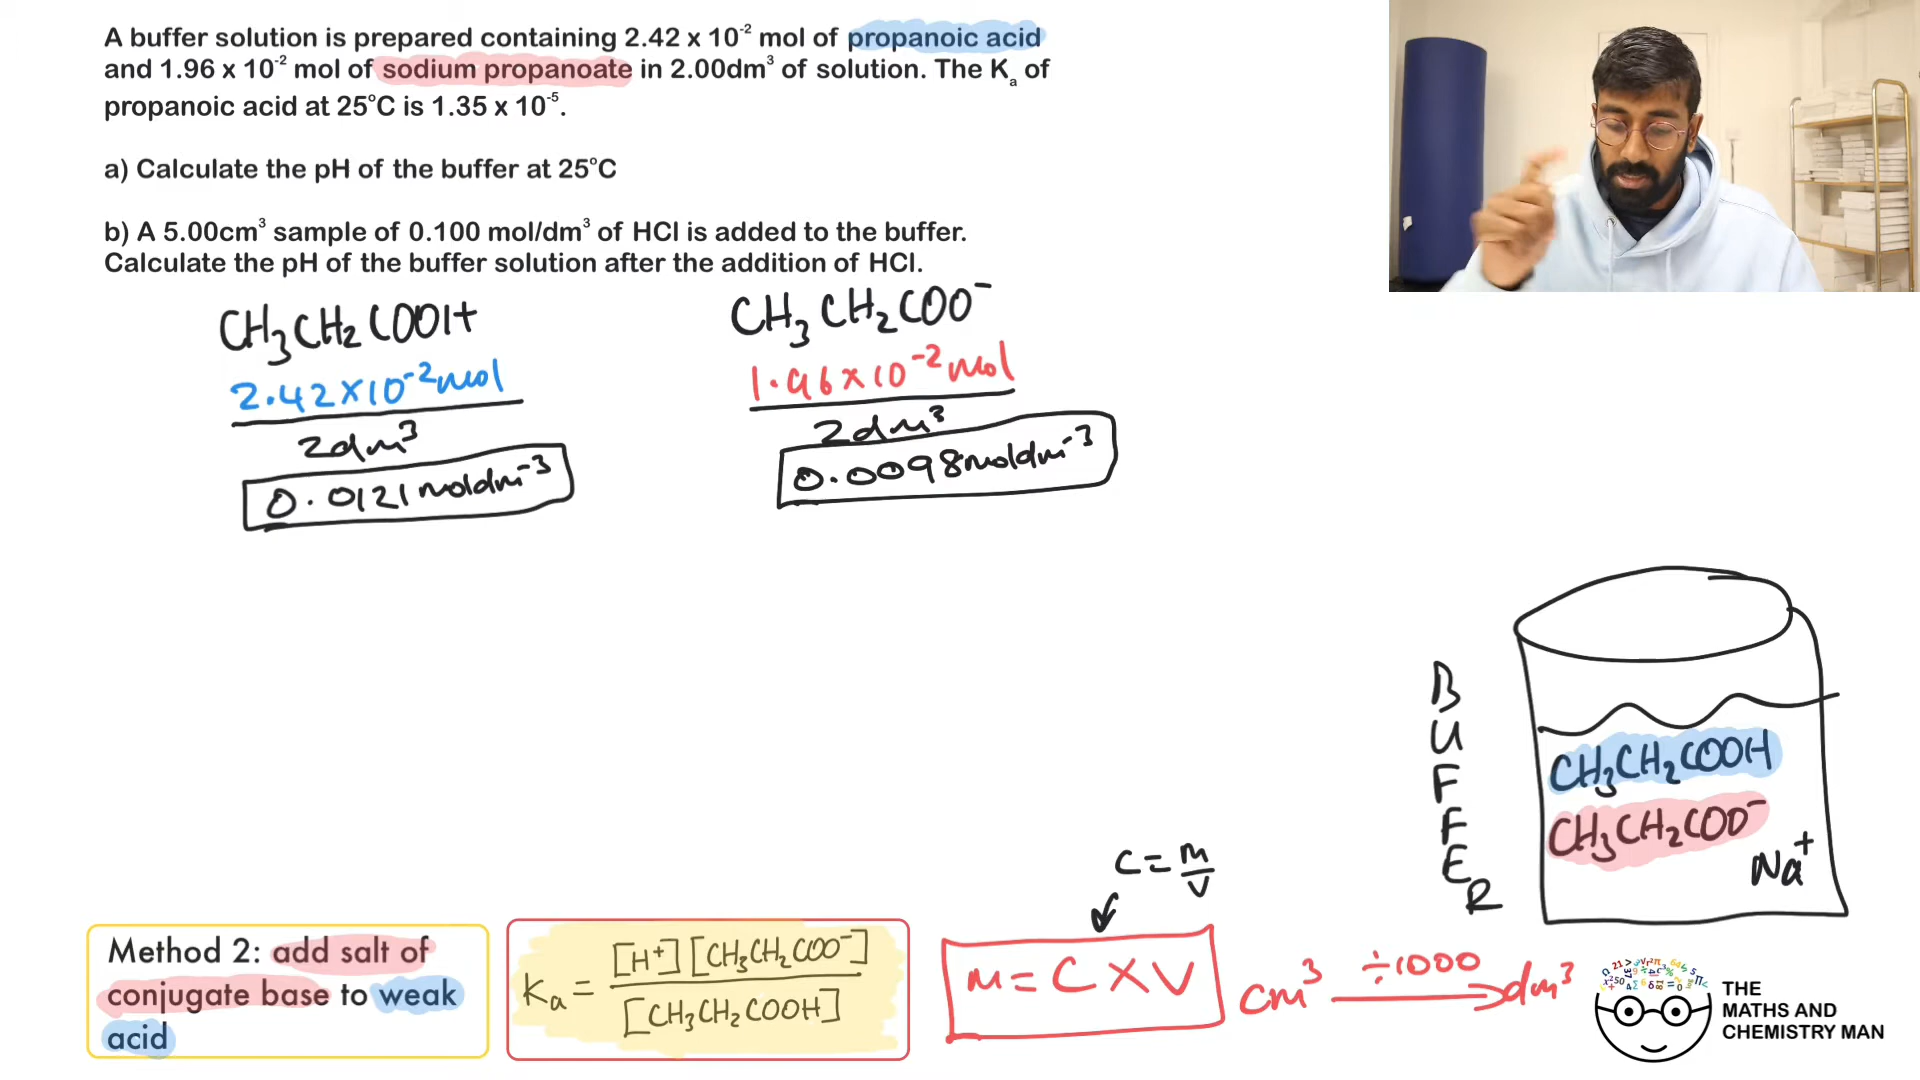 A buffer solution is prepared containing 2.42 x 10⁻² mol of propanoic acid
and 1.96 x 10⁻² mol of sodium propanoate in 2.00dm³ of solution. The Kₐ of
propanoic acid at 25°C is 1.35 x 10⁻⁵.
a) Calculate the pH of the buffer at 25°C
b) A 5.00cm³ sample of 0.100 mol/dm³ of HCl is added to the buffer.
Calculate the pH of the buffer solution after the addition of HCl.
CH₃CH₂COOH
2.42×10⁻²mol
2dm³
0.0121moldm⁻³
CH₃CH₂COO⁻
1.96×10⁻²mol
2dm³
0.0098moldm⁻³
BUFFER
CH₃CH₂COOH
CH₃CH₂COO⁻
Na⁺
Method 2: add salt of
conjugate base to weak
acid
Kₐ = [H⁺][CH₃CH₂COO⁻]
[CH₃CH₂COOH]
C = n/V
n = C × V
cm³ ÷1000 → dm³
THE
MATHS AND
CHEMISTRY MAN